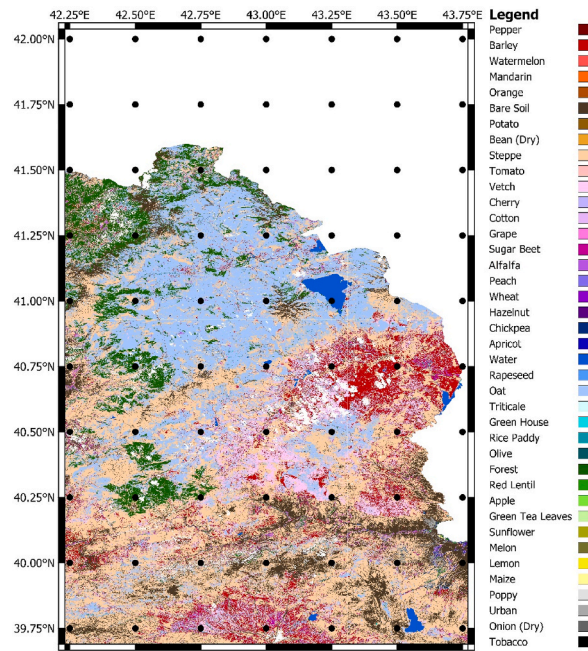 42.25°E 42.50°E 42.75°E 43.00°E 43.25°E 43.50°E 43.75°E
Legend
42.00°N
41.75°N
41.50°N
41.25°N
41.00°N
40.75°N
40.50°N
40.25°N
40.00°N
39.75°N
Pepper
Barley
Watermelon
Mandarin
Orange
Bare Soil
Potato
Bean (Dry)
Steppe
Tomato
Vetch
Cherry
Cotton
Grape
Sugar Beet
Alfalfa
Peach
Wheat
Hazelnut
Chickpea
Apricot
Water
Rapeseed
Oat
Triticale
Green House
Rice Paddy
Olive
Forest
Red Lentil
Apple
Green Tea Leaves
Sunflower
Melon
Lemon
Maize
Poppy
Urban
Onion (Dry)
Tobacco